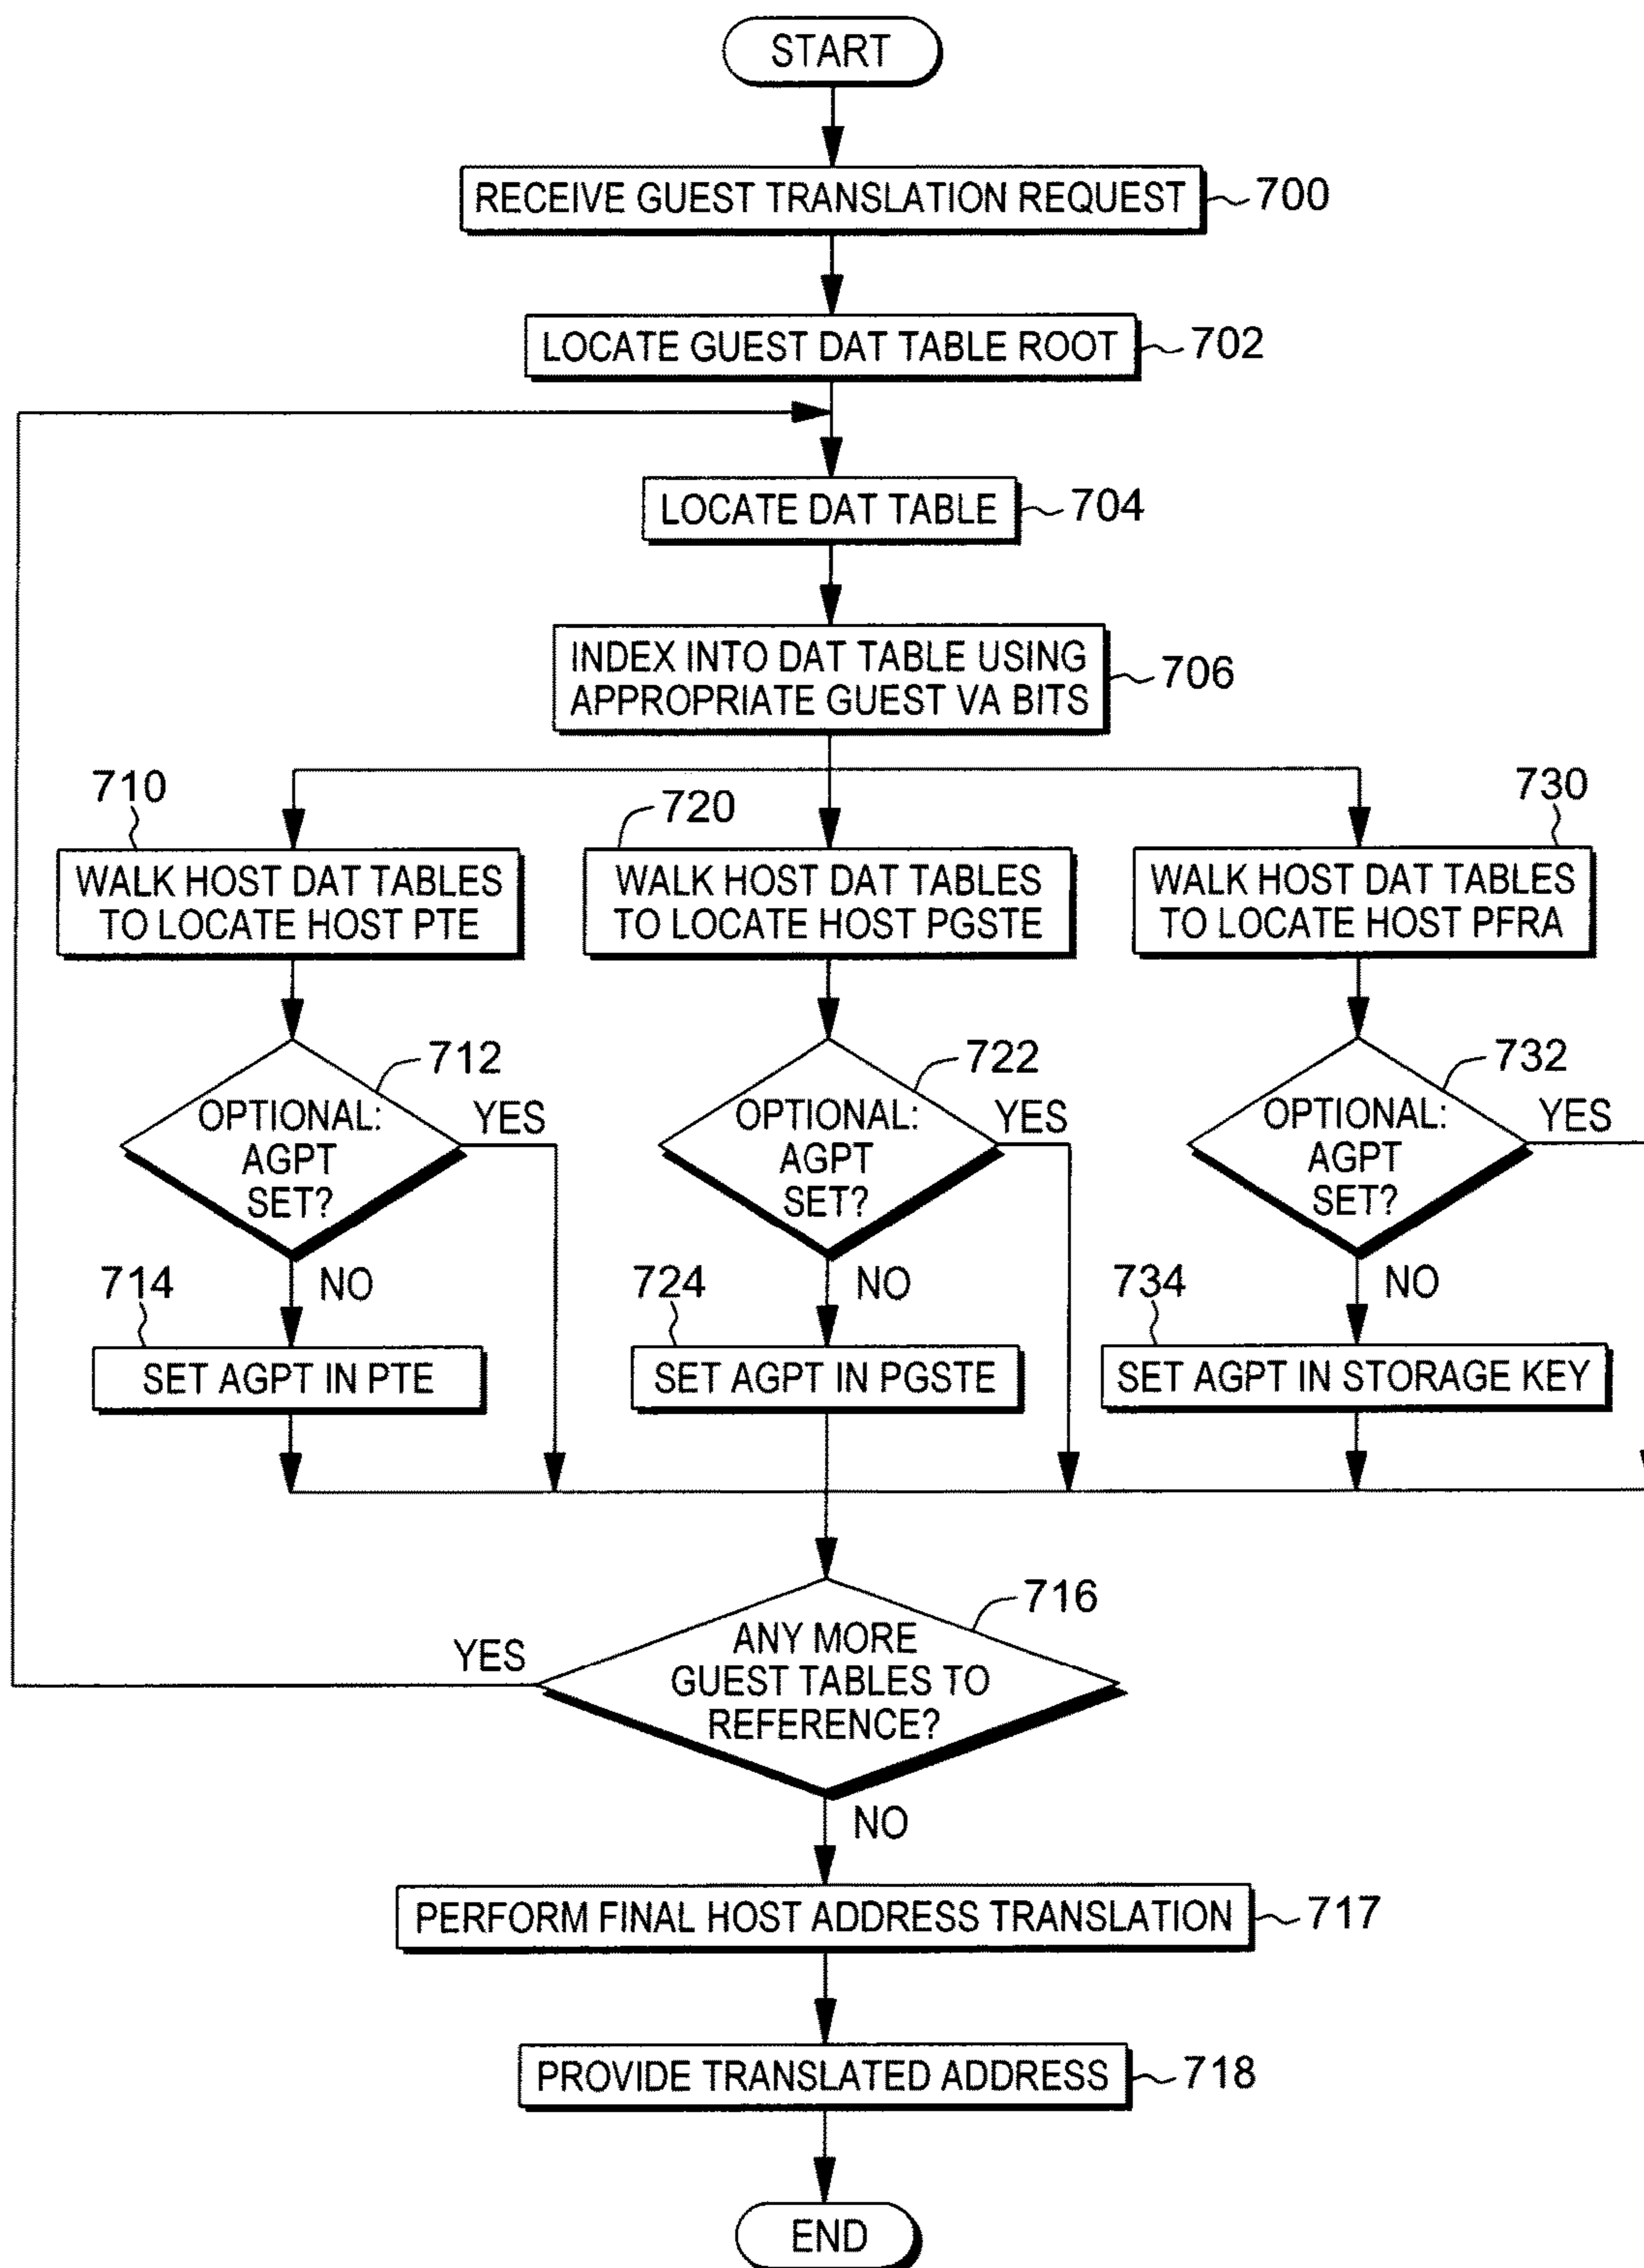 START
RECEIVE GUEST TRANSLATION REQUEST
700
LOCATE GUEST DAT TABLE ROOT
702
LOCATE DAT TABLE
704
INDEX INTO DAT TABLE USING
APPROPRIATE GUEST VA BITS
706
710
WALK HOST DAT TABLES
TO LOCATE HOST PTE
720
WALK HOST DAT TABLES
TO LOCATE HOST PGSTE
730
WALK HOST DAT TABLES
TO LOCATE HOST PFRA
712
OPTIONAL:
AGPT
SET?
YES
NO
722
OPTIONAL:
AGPT
SET?
YES
NO
732
OPTIONAL:
AGPT
SET?
YES
NO
714
SET AGPT IN PTE
724
SET AGPT IN PGSTE
734
SET AGPT IN STORAGE KEY
716
ANY MORE
GUEST TABLES TO
REFERENCE?
YES
NO
PERFORM FINAL HOST ADDRESS TRANSLATION
717
PROVIDE TRANSLATED ADDRESS
718
END